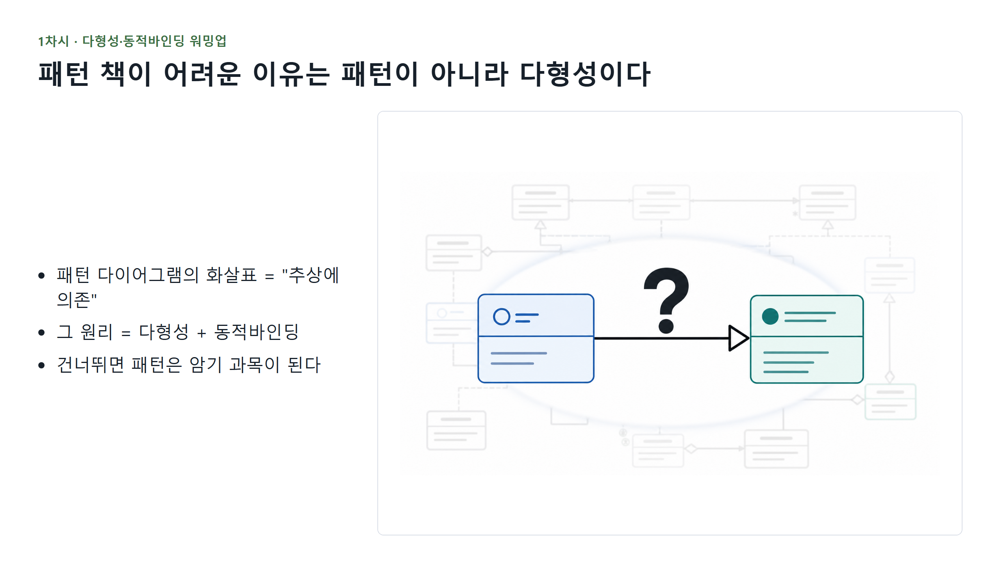 1차시 · 다형성·동적바인딩 워밍업
패턴 책이 어려운 이유는 패턴이 아니라 다형성이다
• 패턴 다이어그램의 화살표 = "추상에
의존"
• 그 원리 = 다형성 + 동적바인딩
• 건너뛰면 패턴은 암기 과목이 된다
?
*